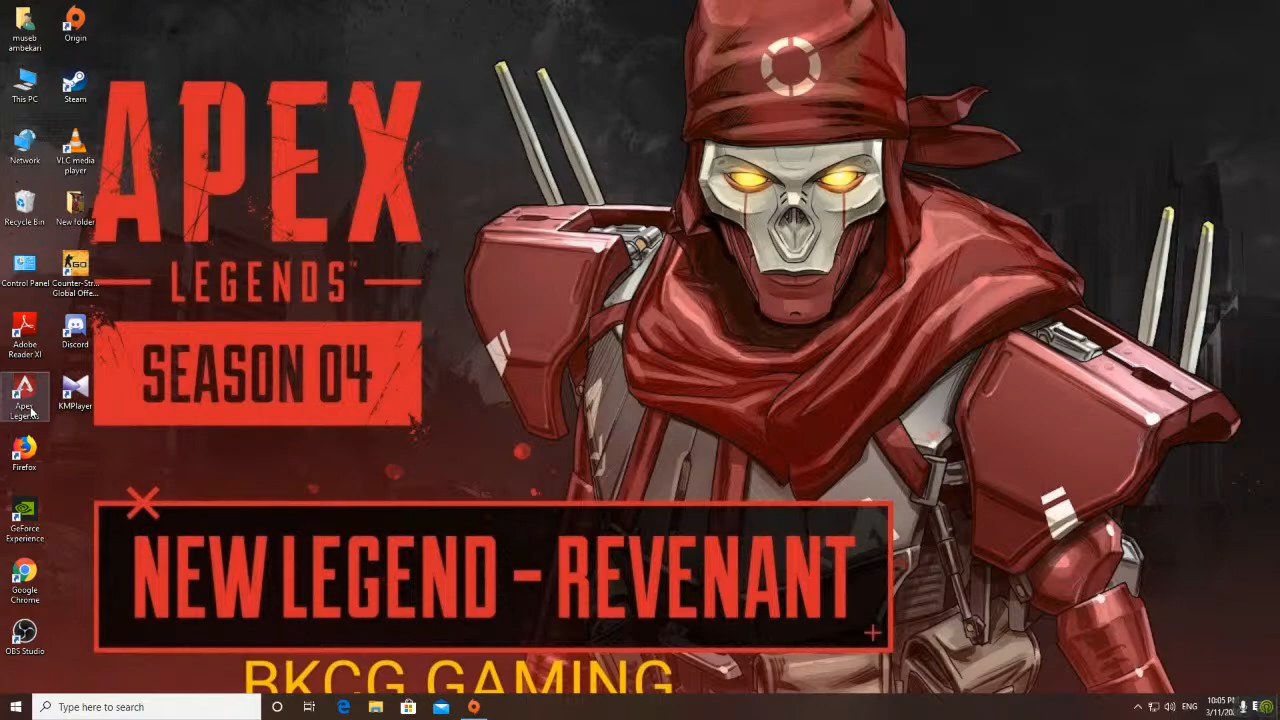 museb
ambekari
Origin
This PC
Steam
Network
VLC media
player
Recycle Bin
New folder
Control Panel
Counter-Str...
Global Offe...
GO
Adobe
Reader XI
Discord
Legends
KMPlayer
Firefox
GeForce
Experience
Google
Chrome
OBS Studio
APEX
LEGENDS™
SEASON 04
NEW LEGEND - REVENANT
BKCG GAMING
Type here to search
ENG
10:05